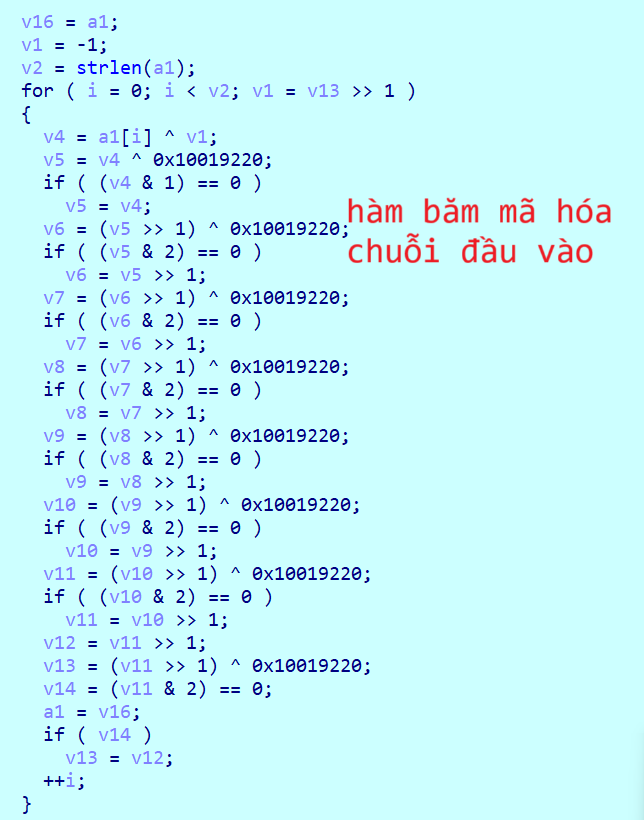 v16 = a1;
v1 = -1;
v2 = strlen(a1);
for ( i = 0; i < v2; v1 = v13 >> 1 )
{
v4 = a1[i] ^ v1;
v5 = v4 ^ 0x10019220;
if ( (v4 & 1) == 0 )
v5 = v4;
v6 = (v5 >> 1) ^ 0x10019220;
if ( (v5 & 2) == 0 )
v6 = v5 >> 1;
v7 = (v6 >> 1) ^ 0x10019220;
if ( (v6 & 2) == 0 )
v7 = v6 >> 1;
v8 = (v7 >> 1) ^ 0x10019220;
if ( (v7 & 2) == 0 )
v8 = v7 >> 1;
v9 = (v8 >> 1) ^ 0x10019220;
if ( (v8 & 2) == 0 )
v9 = v8 >> 1;
v10 = (v9 >> 1) ^ 0x10019220;
if ( (v9 & 2) == 0 )
v10 = v9 >> 1;
v11 = (v10 >> 1) ^ 0x10019220;
if ( (v10 & 2) == 0 )
v11 = v10 >> 1;
v12 = v11 >> 1;
v13 = (v11 >> 1) ^ 0x10019220;
v14 = (v11 & 2) == 0;
a1 = v16;
if ( v14 )
v13 = v12;
++i;
}
hàm băm mã hóa
chuỗi đầu vào